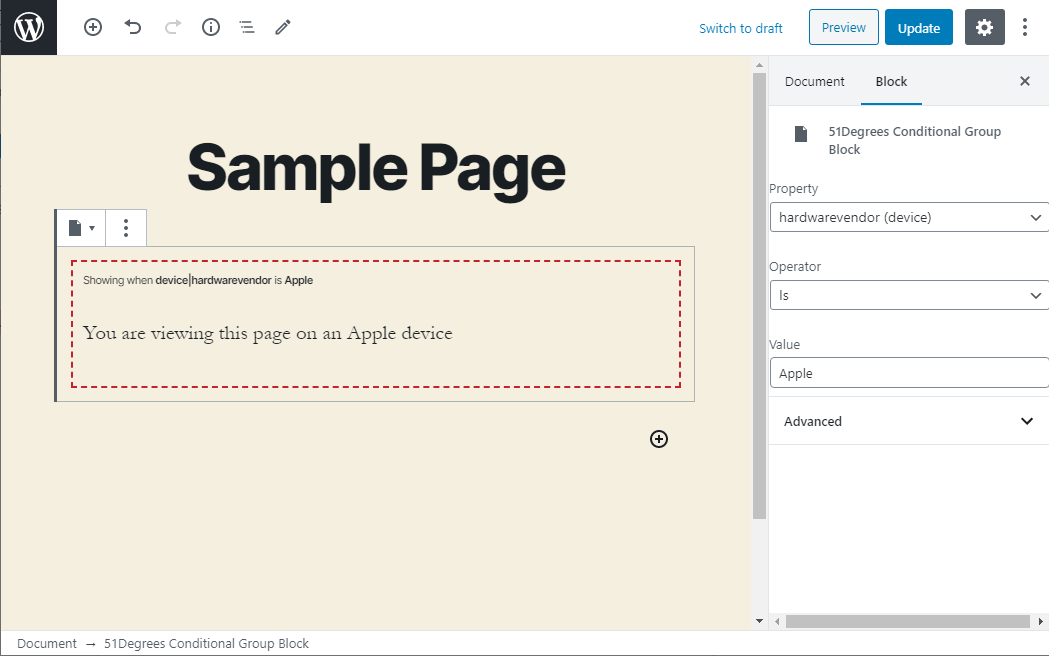 Switch to draft
Preview
Update
Document
Block
51Degrees Conditional Group
Block
Property
hardwarevendor (device)
Operator
Is
Value
Apple
Advanced
Sample Page
Showing when device|hardwarevendor is Apple
You are viewing this page on an Apple device
Document → 51Degrees Conditional Group Block